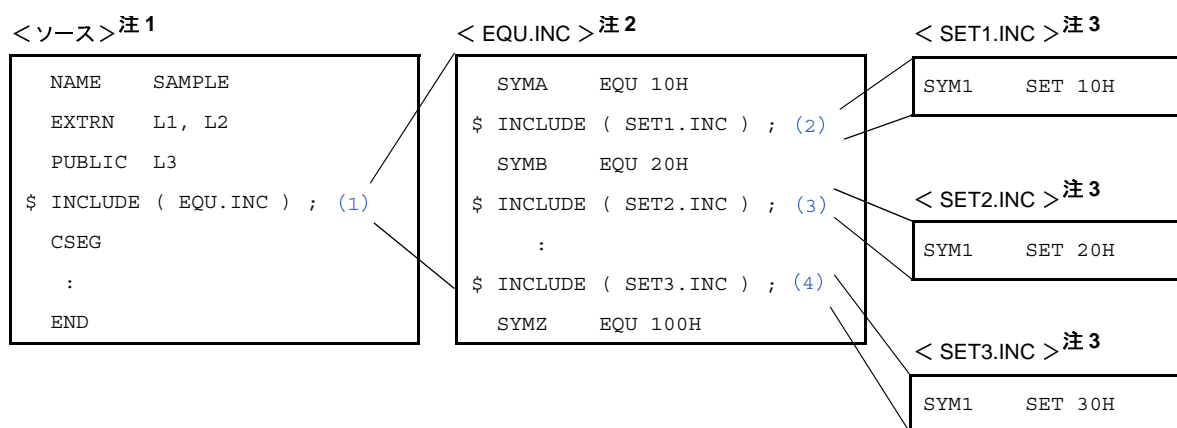 ＜ソース＞注 1
NAME SAMPLE
EXTRN L1, L2
PUBLIC L3
$ INCLUDE ( EQU.INC ) ; (1)
CSEG
:
END
＜ EQU.INC ＞注 2
SYMA EQU 10H
$ INCLUDE ( SET1.INC ) ; (2)
SYMB EQU 20H
$ INCLUDE ( SET2.INC ) ; (3)
:
$ INCLUDE ( SET3.INC ) ; (4)
SYMZ EQU 100H
＜ SET1.INC ＞注 3
SYM1 SET 10H
＜ SET2.INC ＞注 3
SYM1 SET 20H
＜ SET3.INC ＞注 3
SYM1 SET 30H